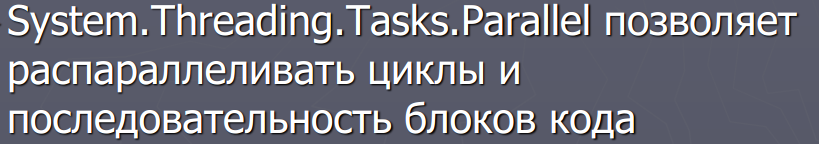 System.Threading.Tasks.Parallel позволяет
распараллеливать циклы и
последовательность блоков кода